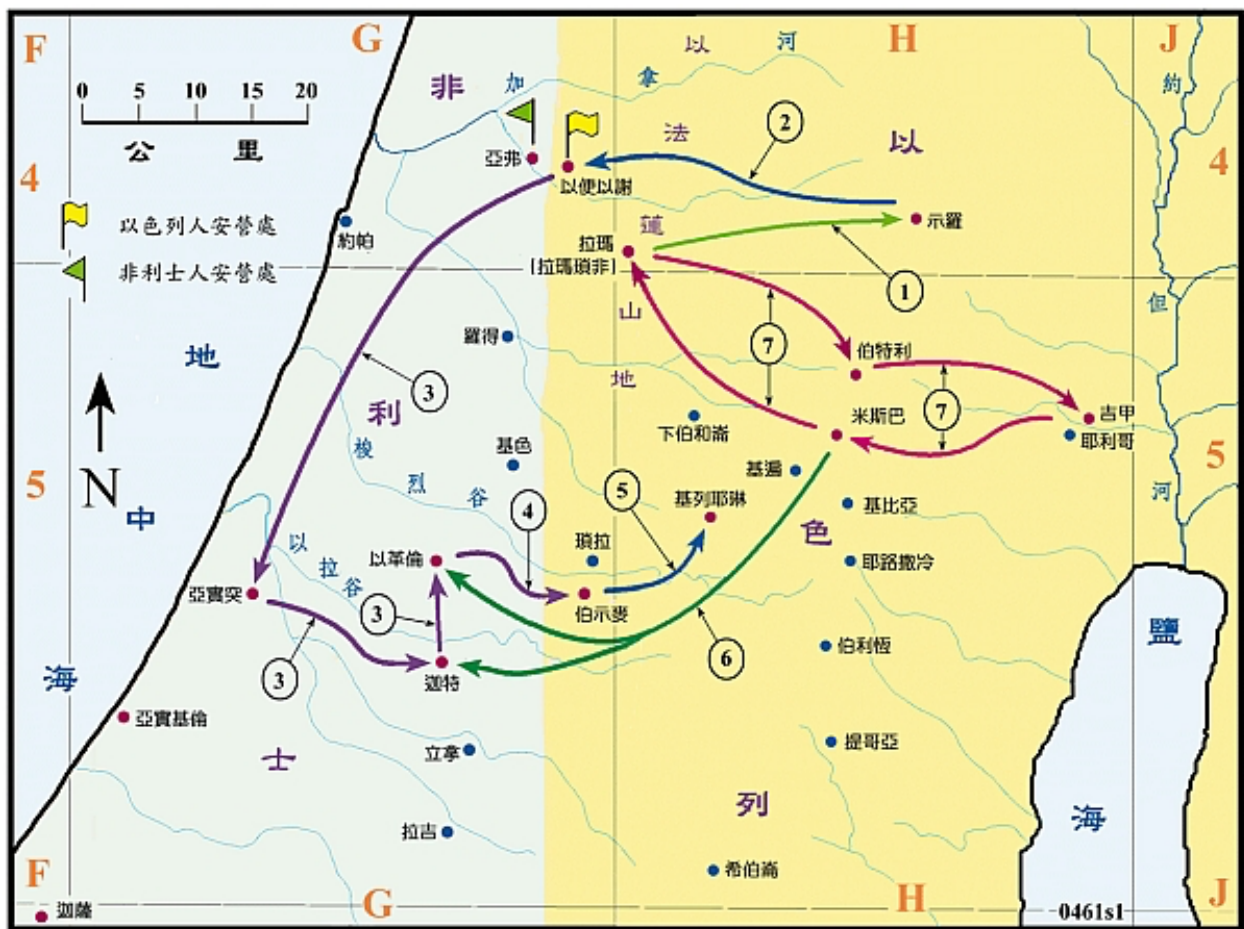 F
G
H
J
0 5 10 15 20
公里
4
4
5
5
以色列人安營處
非利士人安營處
N
地
中
海
非
利
士
以
色
列
以
法
蓮
山
地
加
拿
河
約
但
河
鹽
海
梭
烈
谷
以
拉
谷
亞弗
以便以謝
約帕
拉瑪
(拉瑪瑣非)
示羅
羅得
伯特利
下伯和崙
米斯巴
吉甲
耶利哥
基色
基遍
基列耶琳
基比亞
瑣拉
耶路撒冷
以革倫
伯示麥
亞實突
迦特
伯利恆
亞實基倫
立拿
提哥亞
拉吉
希伯崙
迦薩
1
2
3
3
3
4
5
6
7
7
F
G
H
J
0461s1